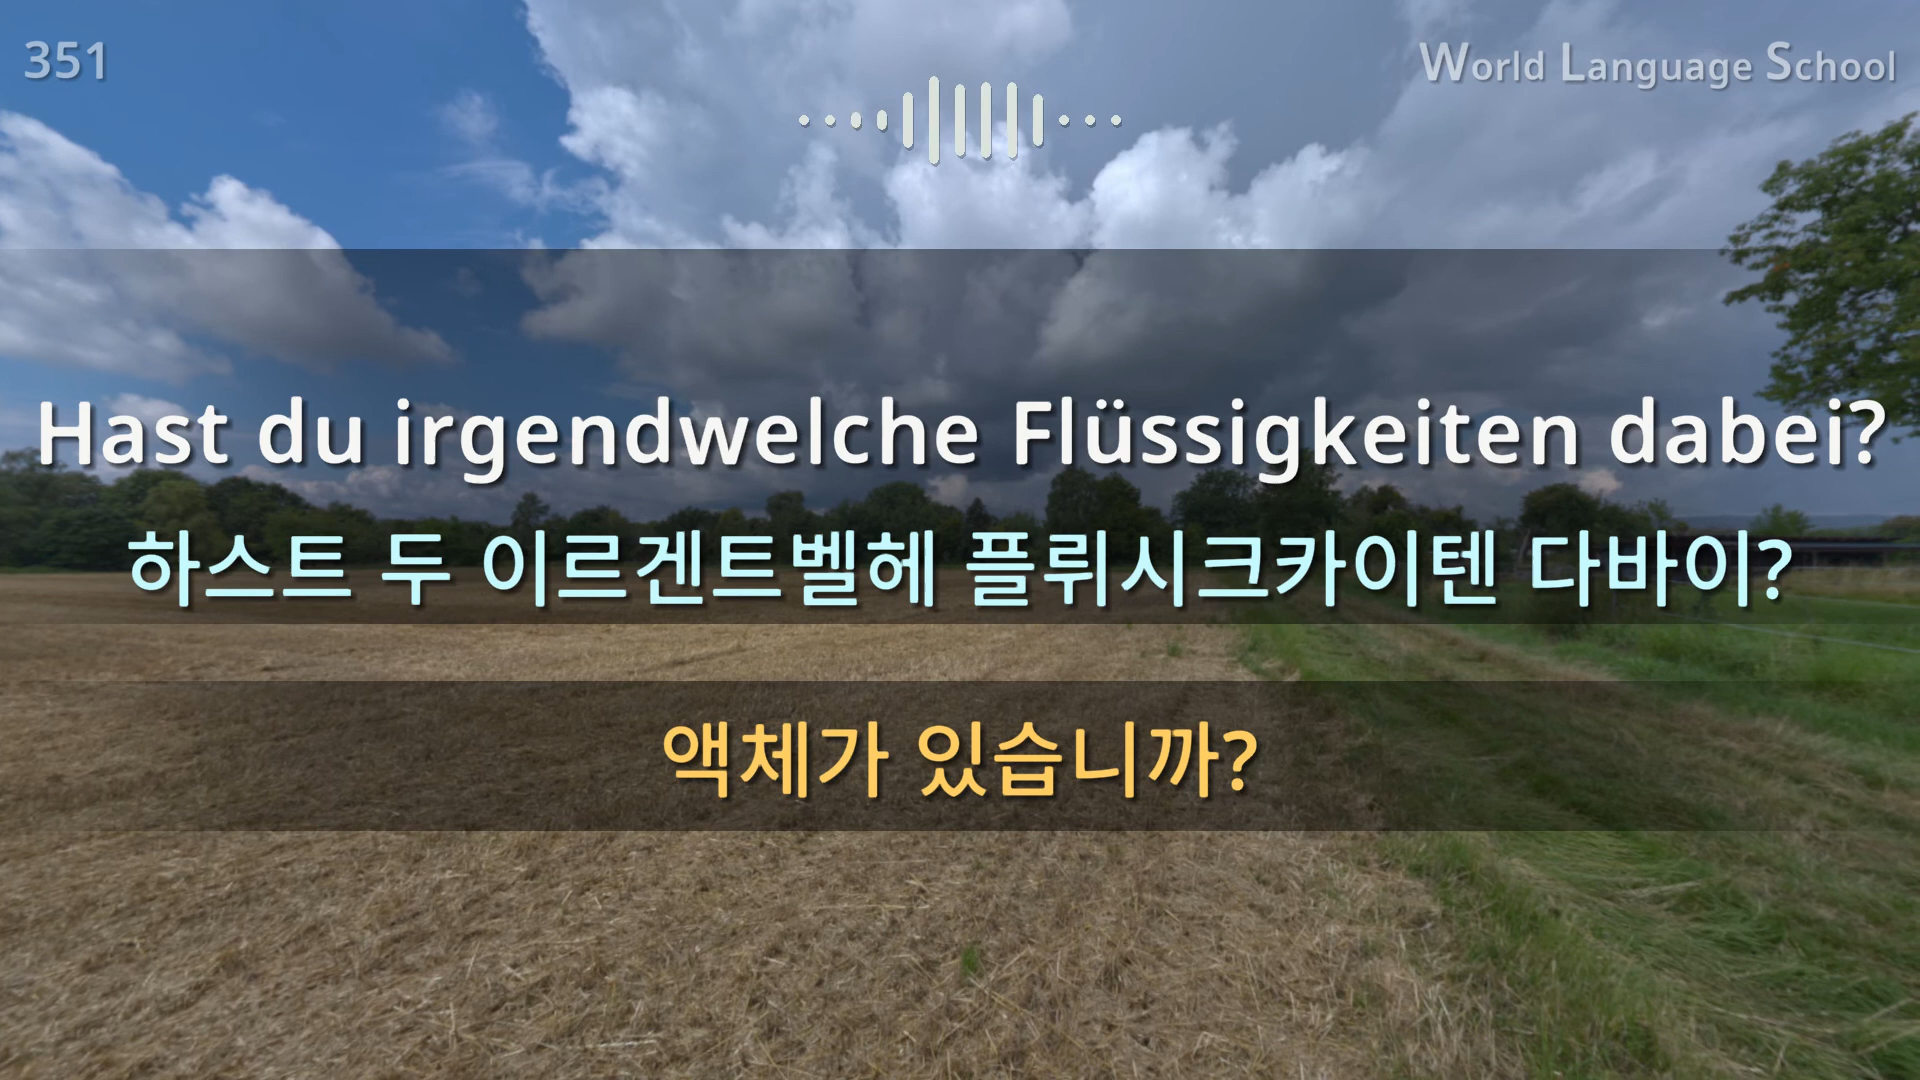 351
World Language School
Hast du irgendwelche Flüssigkeiten dabei?
하스트 두 이르겐트벨헤 플뤼시크카이텐 다바이?
액체가 있습니까?